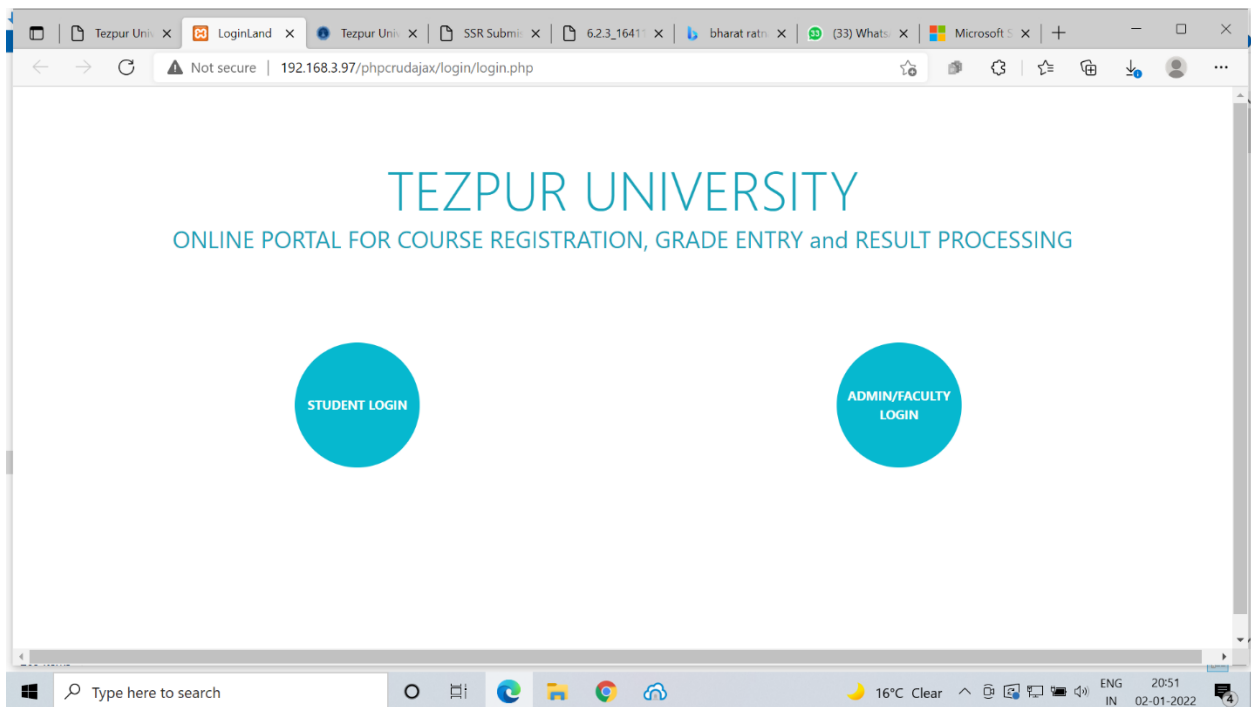 Tezpur Univ
LoginLand
Tezpur Univ
SSR Submis
6.2.3_16411
bharat ratn
(33) Whats
Microsoft S
Not secure | 192.168.3.97/phpcrudajax/login/login.php
TEZPUR UNIVERSITY
ONLINE PORTAL FOR COURSE REGISTRATION, GRADE ENTRY and RESULT PROCESSING
STUDENT LOGIN
ADMIN/FACULTY
LOGIN
Type here to search
16°C Clear
ENG
IN
20:51
02-01-2022
4